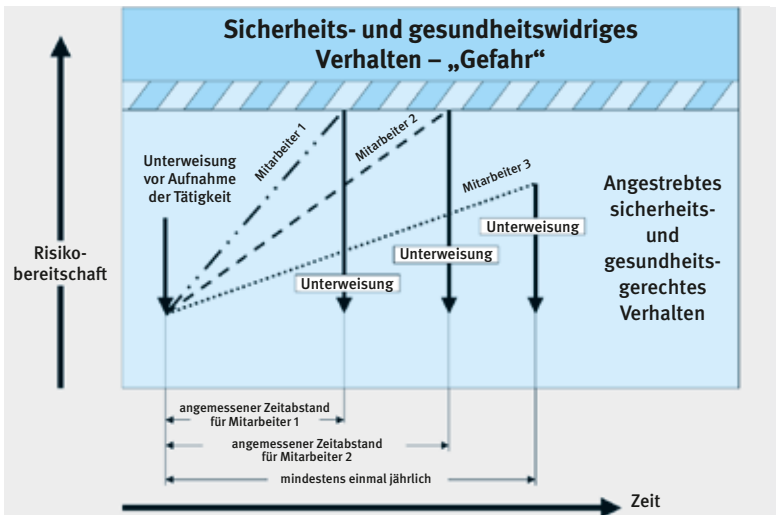 Sicherheits- und gesundheitswidriges
Verhalten – „Gefahr“
Unterweisung
vor Aufnahme
der Tätigkeit
Mitarbeiter 1
Mitarbeiter 2
Mitarbeiter 3
Angestrebtes
sicherheits-
und
gesundheits-
gerechtes
Verhalten
Risiko-
bereitschaft
Unterweisung
Unterweisung
Unterweisung
angemessener Zeitabstand
für Mitarbeiter 1
angemessener Zeitabstand
für Mitarbeiter 2
mindestens einmal jährlich
Zeit